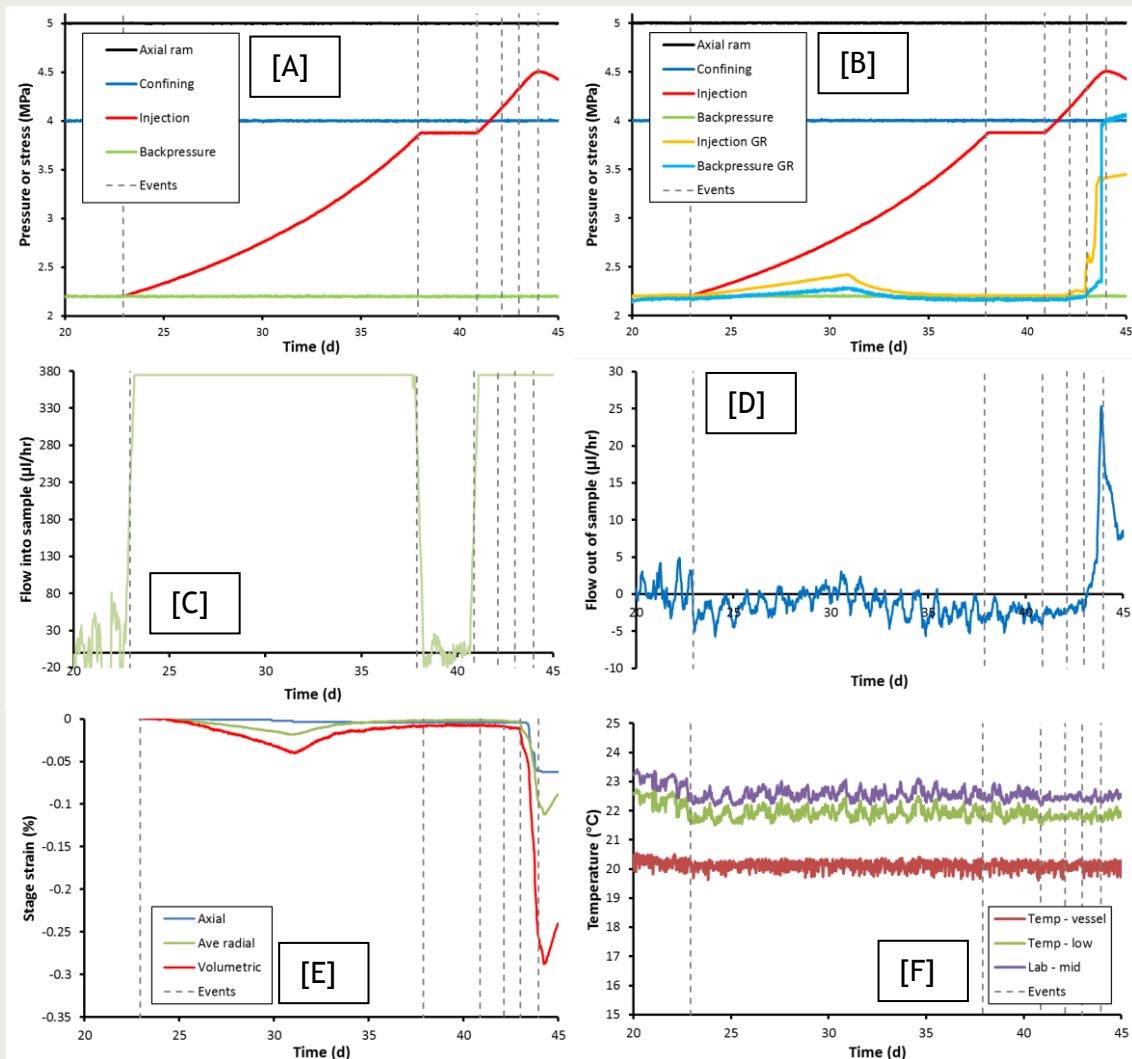 [A]
Pressure or stress (MPa)
5
4.5
4
3.5
3
2.5
2
Axial ram
Confining
Injection
Backpressure
Events
20 25 30 35 40 45
Time (d)
[B]
Pressure or stress (MPa)
5
4.5
4
3.5
3
2.5
2
Axial ram
Confining
Injection
Backpressure
Injection GR
Backpressure GR
Events
20 25 30 35 40 45
Time (d)
[C]
Flow into sample (µl/hr)
380
330
280
230
180
130
80
30
-20
20 25 30 35 40 45
Time (d)
[D]
Flow out of sample (µl/hr)
30
25
20
15
10
5
0
-5
-10
20 25 30 35 40 45
Time (d)
[E]
Stage strain (%)
0
-0.05
-0.1
-0.15
-0.2
-0.25
-0.3
-0.35
Axial
Ave radial
Volumetric
Events
20 25 30 35 40 45
Time (d)
[F]
Temperature (°C)
25
24
23
22
21
20
19
18
17
16
15
Temp - vessel
Temp - low
Lab - mid
Events
20 25 30 35 40 45
Time (d)